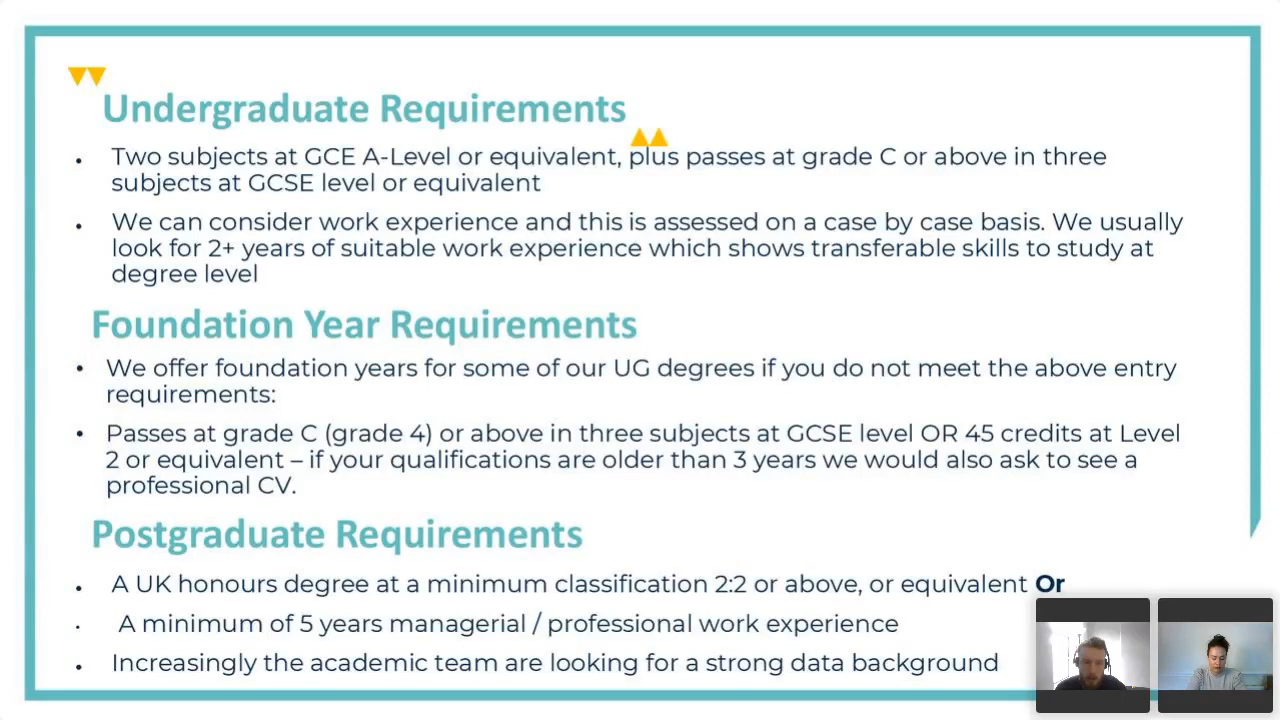 Undergraduate Requirements
• Two subjects at GCE A-Level or equivalent, plus passes at grade C or above in three
subjects at GCSE level or equivalent
• We can consider work experience and this is assessed on a case by case basis. We usually
look for 2+ years of suitable work experience which shows transferable skills to study at
degree level
Foundation Year Requirements
• We offer foundation years for some of our UG degrees if you do not meet the above entry
requirements:
• Passes at grade C (grade 4) or above in three subjects at GCSE level OR 45 credits at Level
2 or equivalent – if your qualifications are older than 3 years we would also ask to see a
professional CV.
Postgraduate Requirements
• A UK honours degree at a minimum classification 2:2 or above, or equivalent Or
• A minimum of 5 years managerial / professional work experience
• Increasingly the academic team are looking for a strong data background